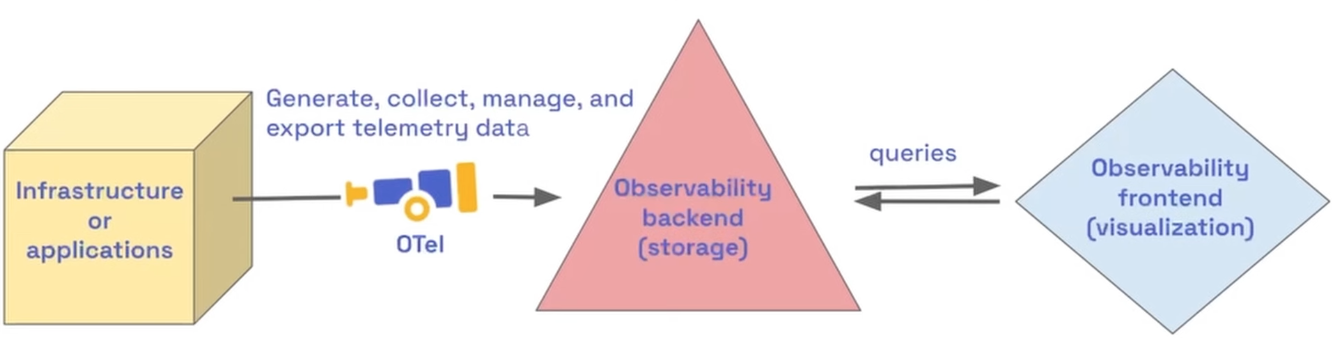 Generate, collect, manage, and
export telemetry data
Infrastructure
or
applications
OTel
Observability
backend
(storage)
queries
Observability
frontend
(visualization)